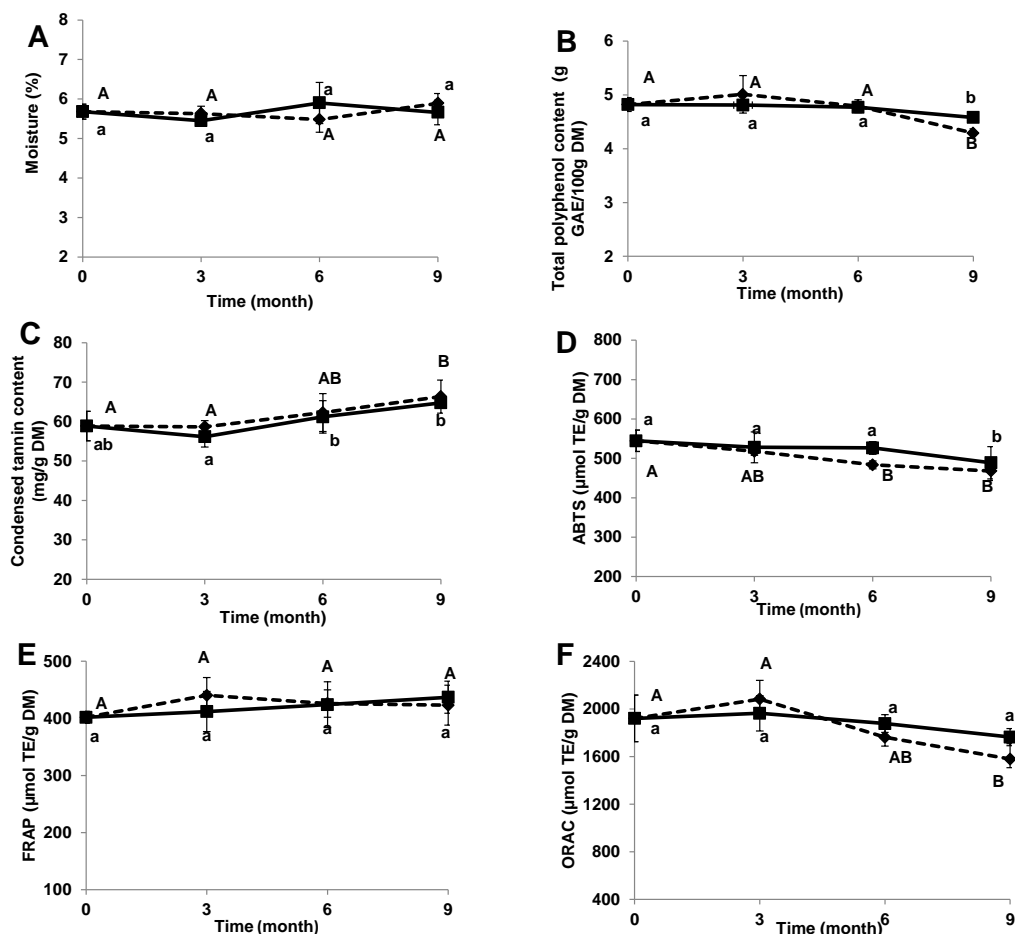 A
Moisture (%)
8
7
6
5
4
3
2
A
A
a
a
a
a
A
A
0 3 6 9
Time (month)
B
Total polyphenol content (g
GAE/100g DM)
6
5
4
3
2
A
A
A
b
a
a
a
B
0 3 6 9
Time (month)
C
Condensed tannin content
(mg/g DM)
80
70
60
50
40
30
20
A
A
AB
B
ab
a
b
b
0 3 6 9
Time (month)
D
ABTS (µmol TE/g DM)
800
700
600
500
400
300
200
a
a
a
b
A
AB
B
B
0 3 6 9
Time (month)
E
FRAP (µmol TE/g DM)
500
400
300
200
100
A
A
A
A
a
a
a
a
0 3 6 9
Time (month)
F
ORAC (µmol TE/g DM)
2400
2000
1600
1200
800
400
A
A
a
a
a
a
AB
B
0 3 6 9
Time (month)